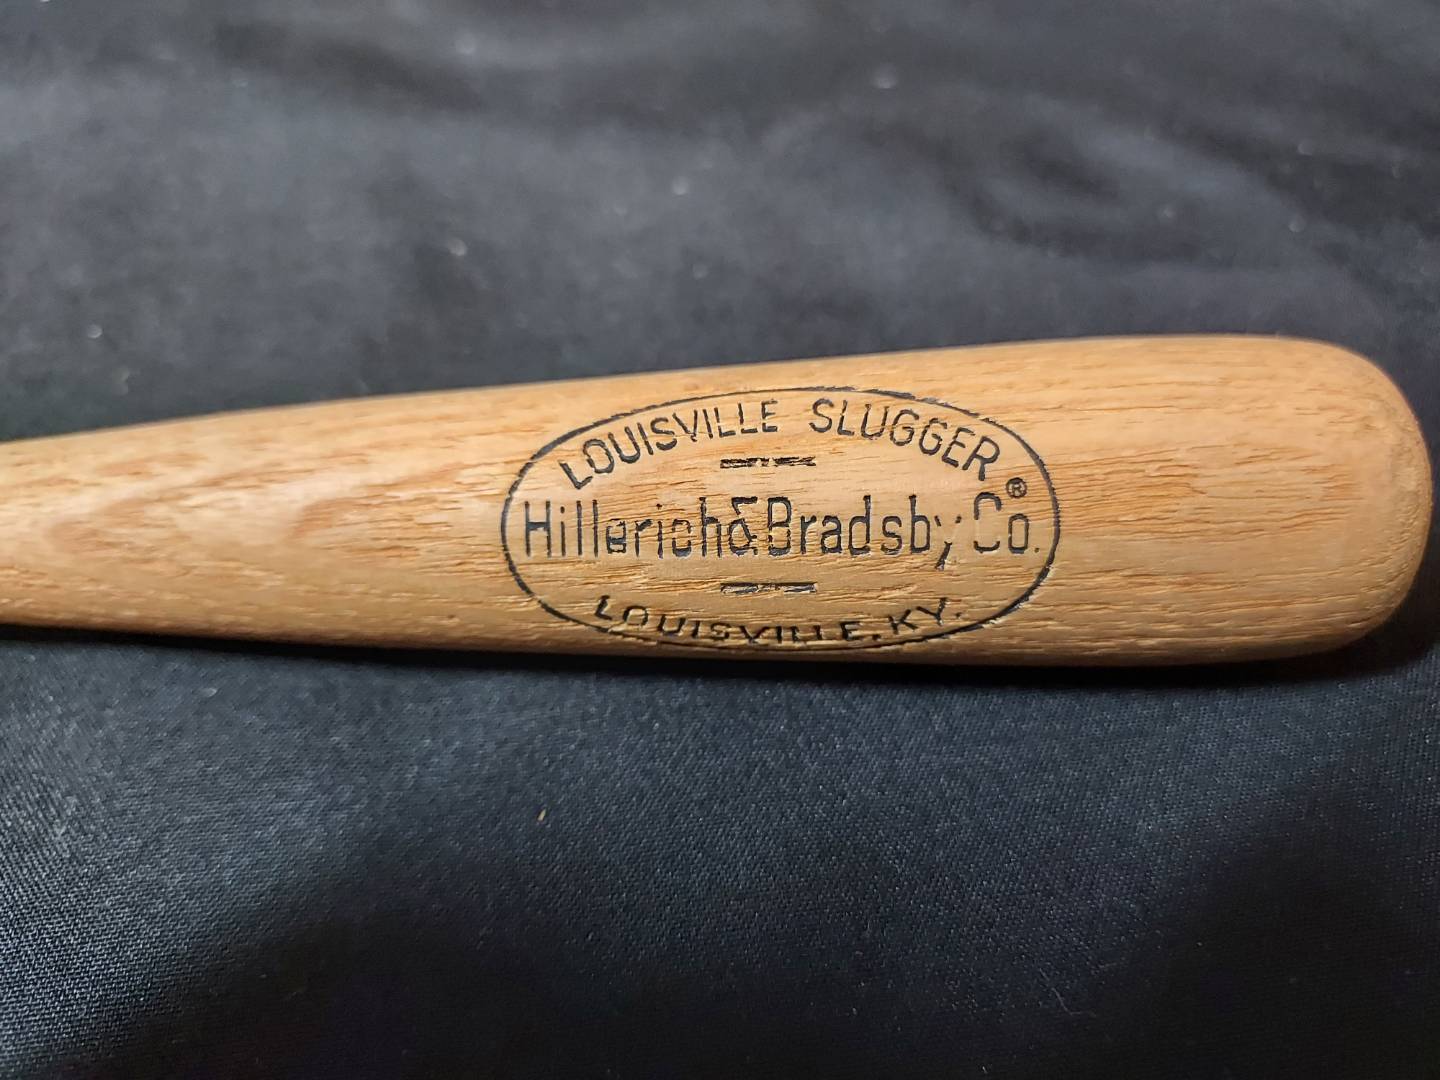 LOUISVILLE SLUGGER
®
Hillerich & Bradsby Co.
LOUISVILLE, KY.